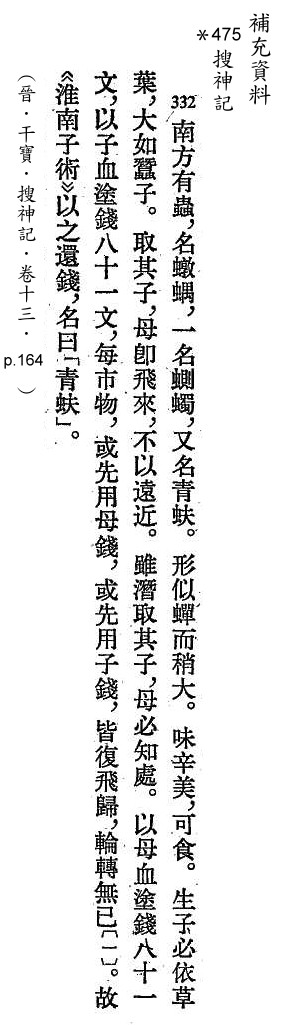 補充資料
*475 搜神記
332 南方有蟲，名蠍蝺，一名蠾蠋，又名青蚨。形似蟬而稍大。味辛美，可食。生子必依草
葉，大如蠶子。取其子，母卽飛來，不以遠近。雖潛取其子，母必知處。以母血塗錢八十一
文，以子血塗錢八十一文，每市物，或先用母錢，或先用子錢，皆復飛歸，輪轉無已〔一〕。故
《淮南子術》以之還錢，名曰「青蚨」。
（晉．干寶．搜神記．卷十三．p.164）